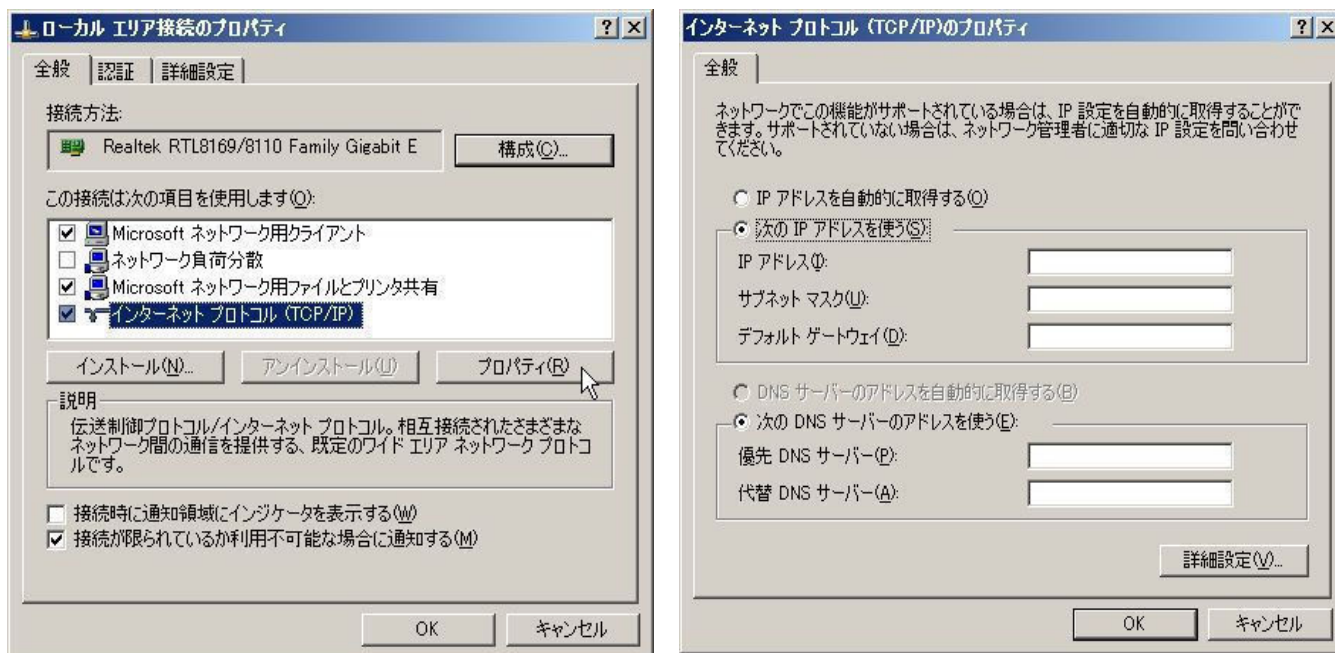 ローカル エリア接続のプロパティ
全般
認証
詳細設定
接続方法:
Realtek RTL8169/8110 Family Gigabit E
構成(C)...
この接続は次の項目を使用します(O):
Microsoft ネットワーク用クライアント
ネットワーク負荷分散
Microsoft ネットワーク用ファイルとプリンタ共有
インターネット プロトコル (TCP/IP)
インストール(N)...
アンインストール(U)
プロパティ(R)
説明
伝送制御プロトコル/インターネット プロトコル。相互接続されたさまざまな
ネットワーク間の通信を提供する、既定のワイド エリア ネットワーク プロトコ
ルです。
接続時に通知領域にインジケータを表示する(W)
接続が限られているか利用不可能な場合に通知する(M)
OK
キャンセル
インターネット プロトコル (TCP/IP)のプロパティ
全般
ネットワークでこの機能がサポートされている場合は、IP 設定を自動的に取得することがで
きます。サポートされていない場合は、ネットワーク管理者に適切な IP 設定を問い合わせ
てください。
IP アドレスを自動的に取得する(O)
次の IP アドレスを使う(S):
IP アドレス(I):
サブネット マスク(U):
デフォルト ゲートウェイ(D):
DNS サーバーのアドレスを自動的に取得する(B)
次の DNS サーバーのアドレスを使う(E):
優先 DNS サーバー(P):
代替 DNS サーバー(A):
詳細設定(V)...
OK
キャンセル